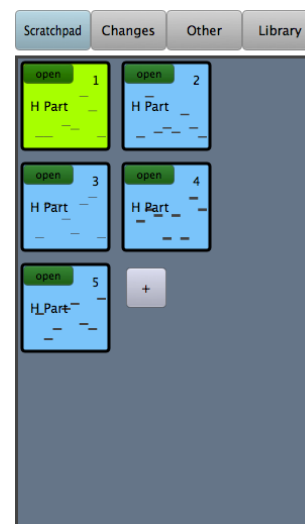 Scratchpad Changes Other Library
open 1
H Part
open 2
H Part
open 3
H Part
open 4
H Part
open 5
H Part
+